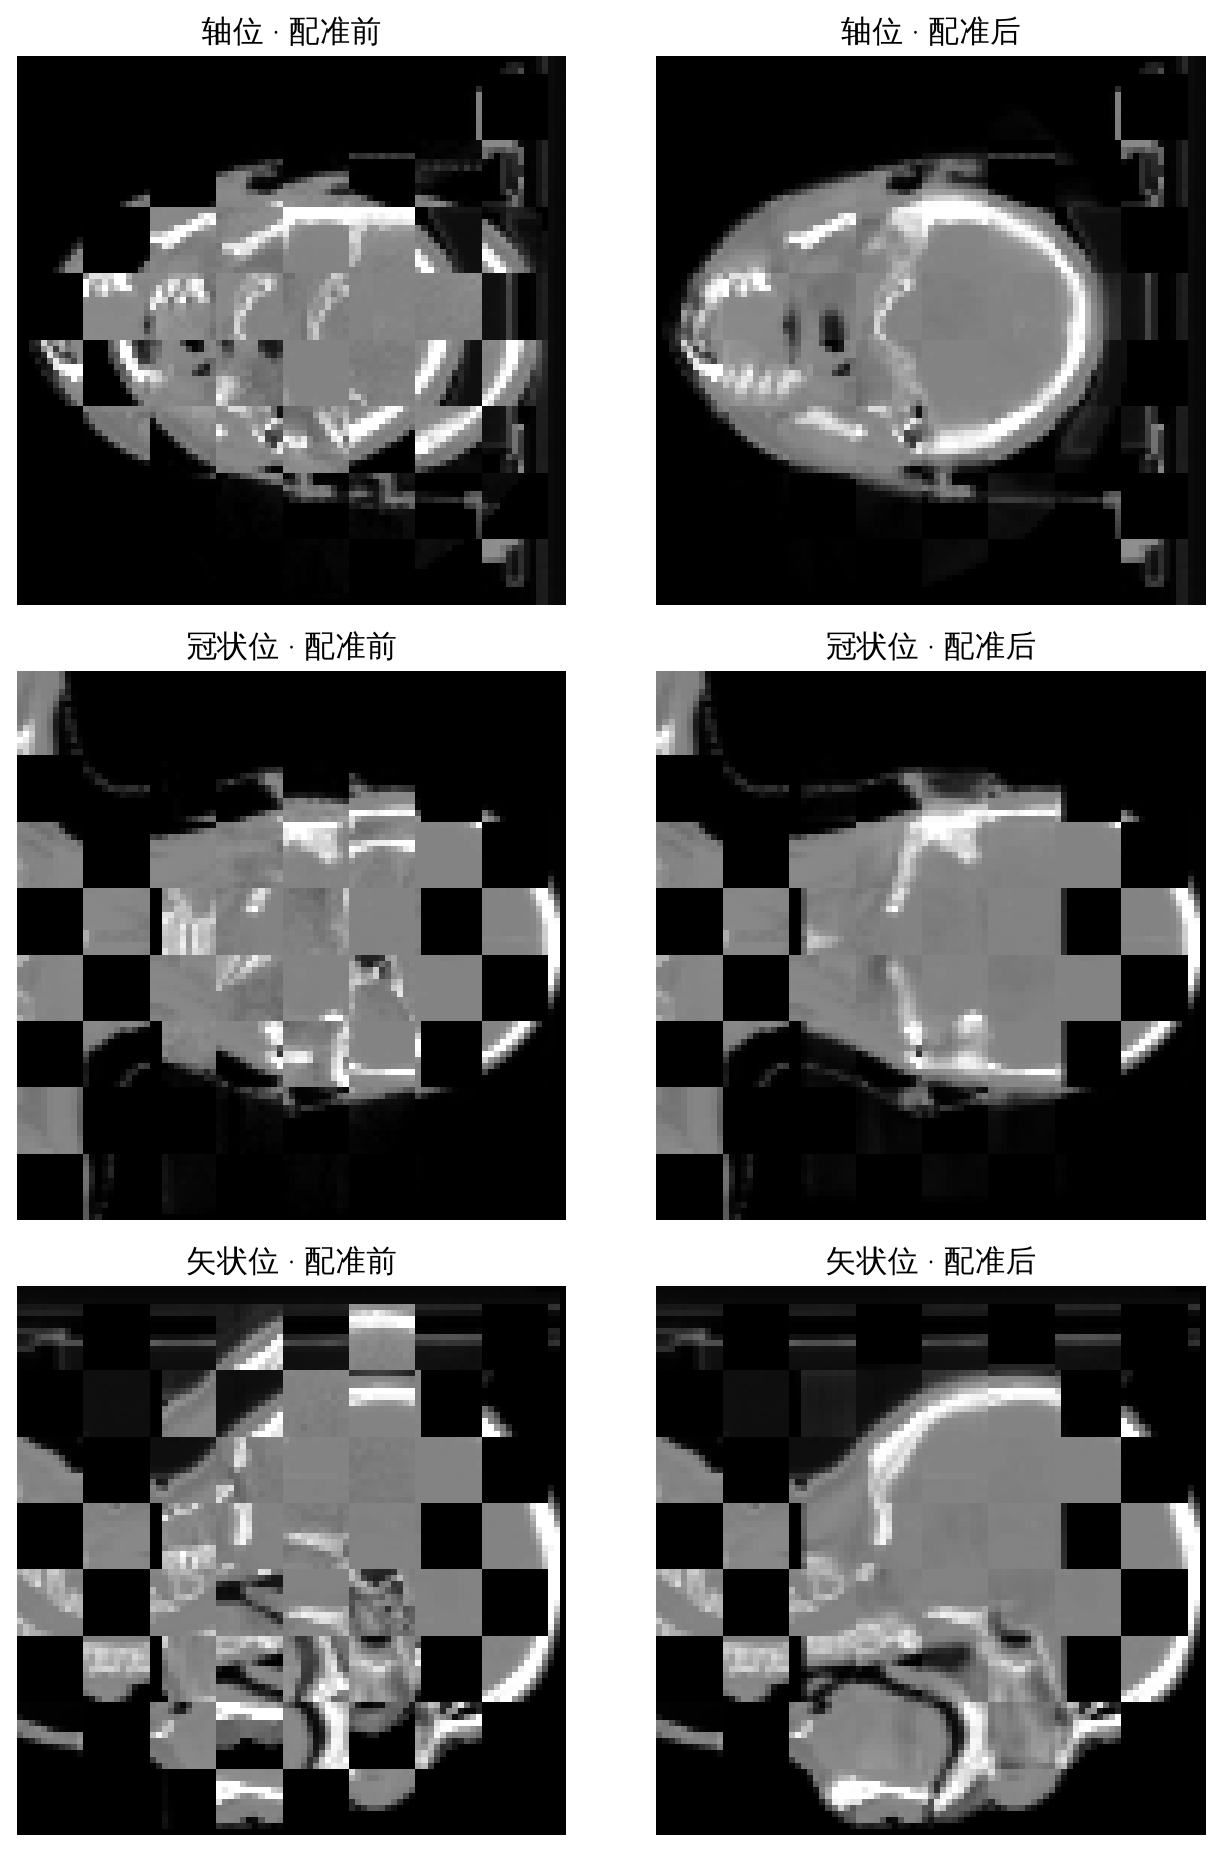 轴位 · 配准前
轴位 · 配准后
冠状位 · 配准前
冠状位 · 配准后
矢状位 · 配准前
矢状位 · 配准后